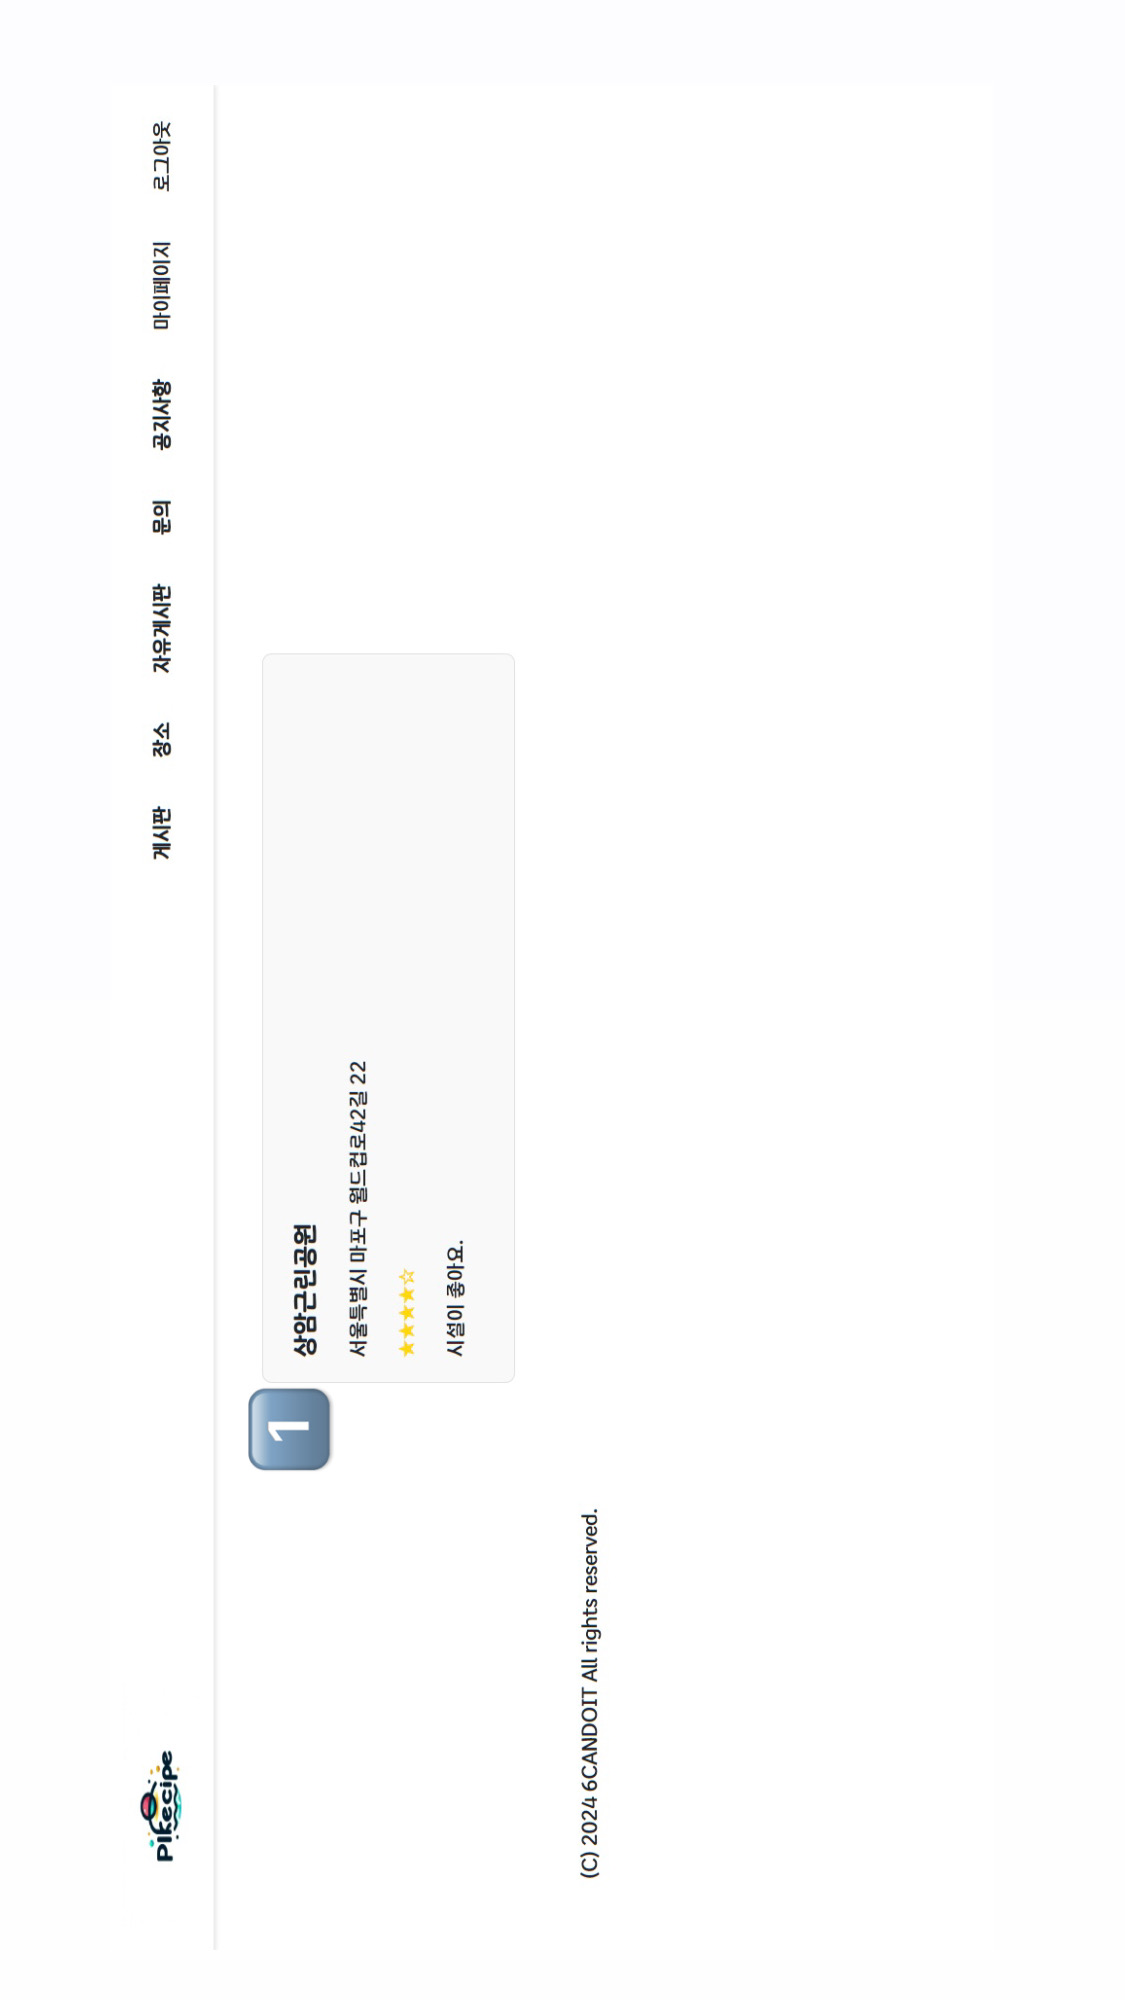 Pikecipe
게시판 장소 자유게시판 문의 공지사항 마이페이지 로그아웃
1
상암근린공원
서울특별시 마포구 월드컵로42길 22
★★★★☆
시설이 좋아요.
(C) 2024 6CANDOIT All rights reserved.